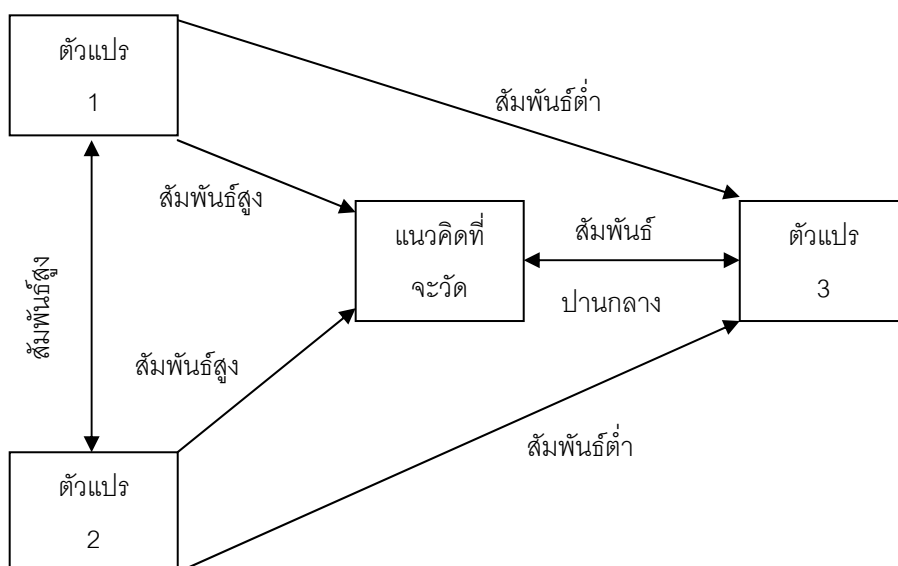 ตัวแปร
1
สัมพันธ์ต่ำ
สัมพันธ์สูง
แนวคิดที่
จะวัด
สัมพันธ์
ปานกลาง
ตัวแปร
3
สัมพันธ์สูง
สัมพันธ์สูง
สัมพันธ์ต่ำ
ตัวแปร
2